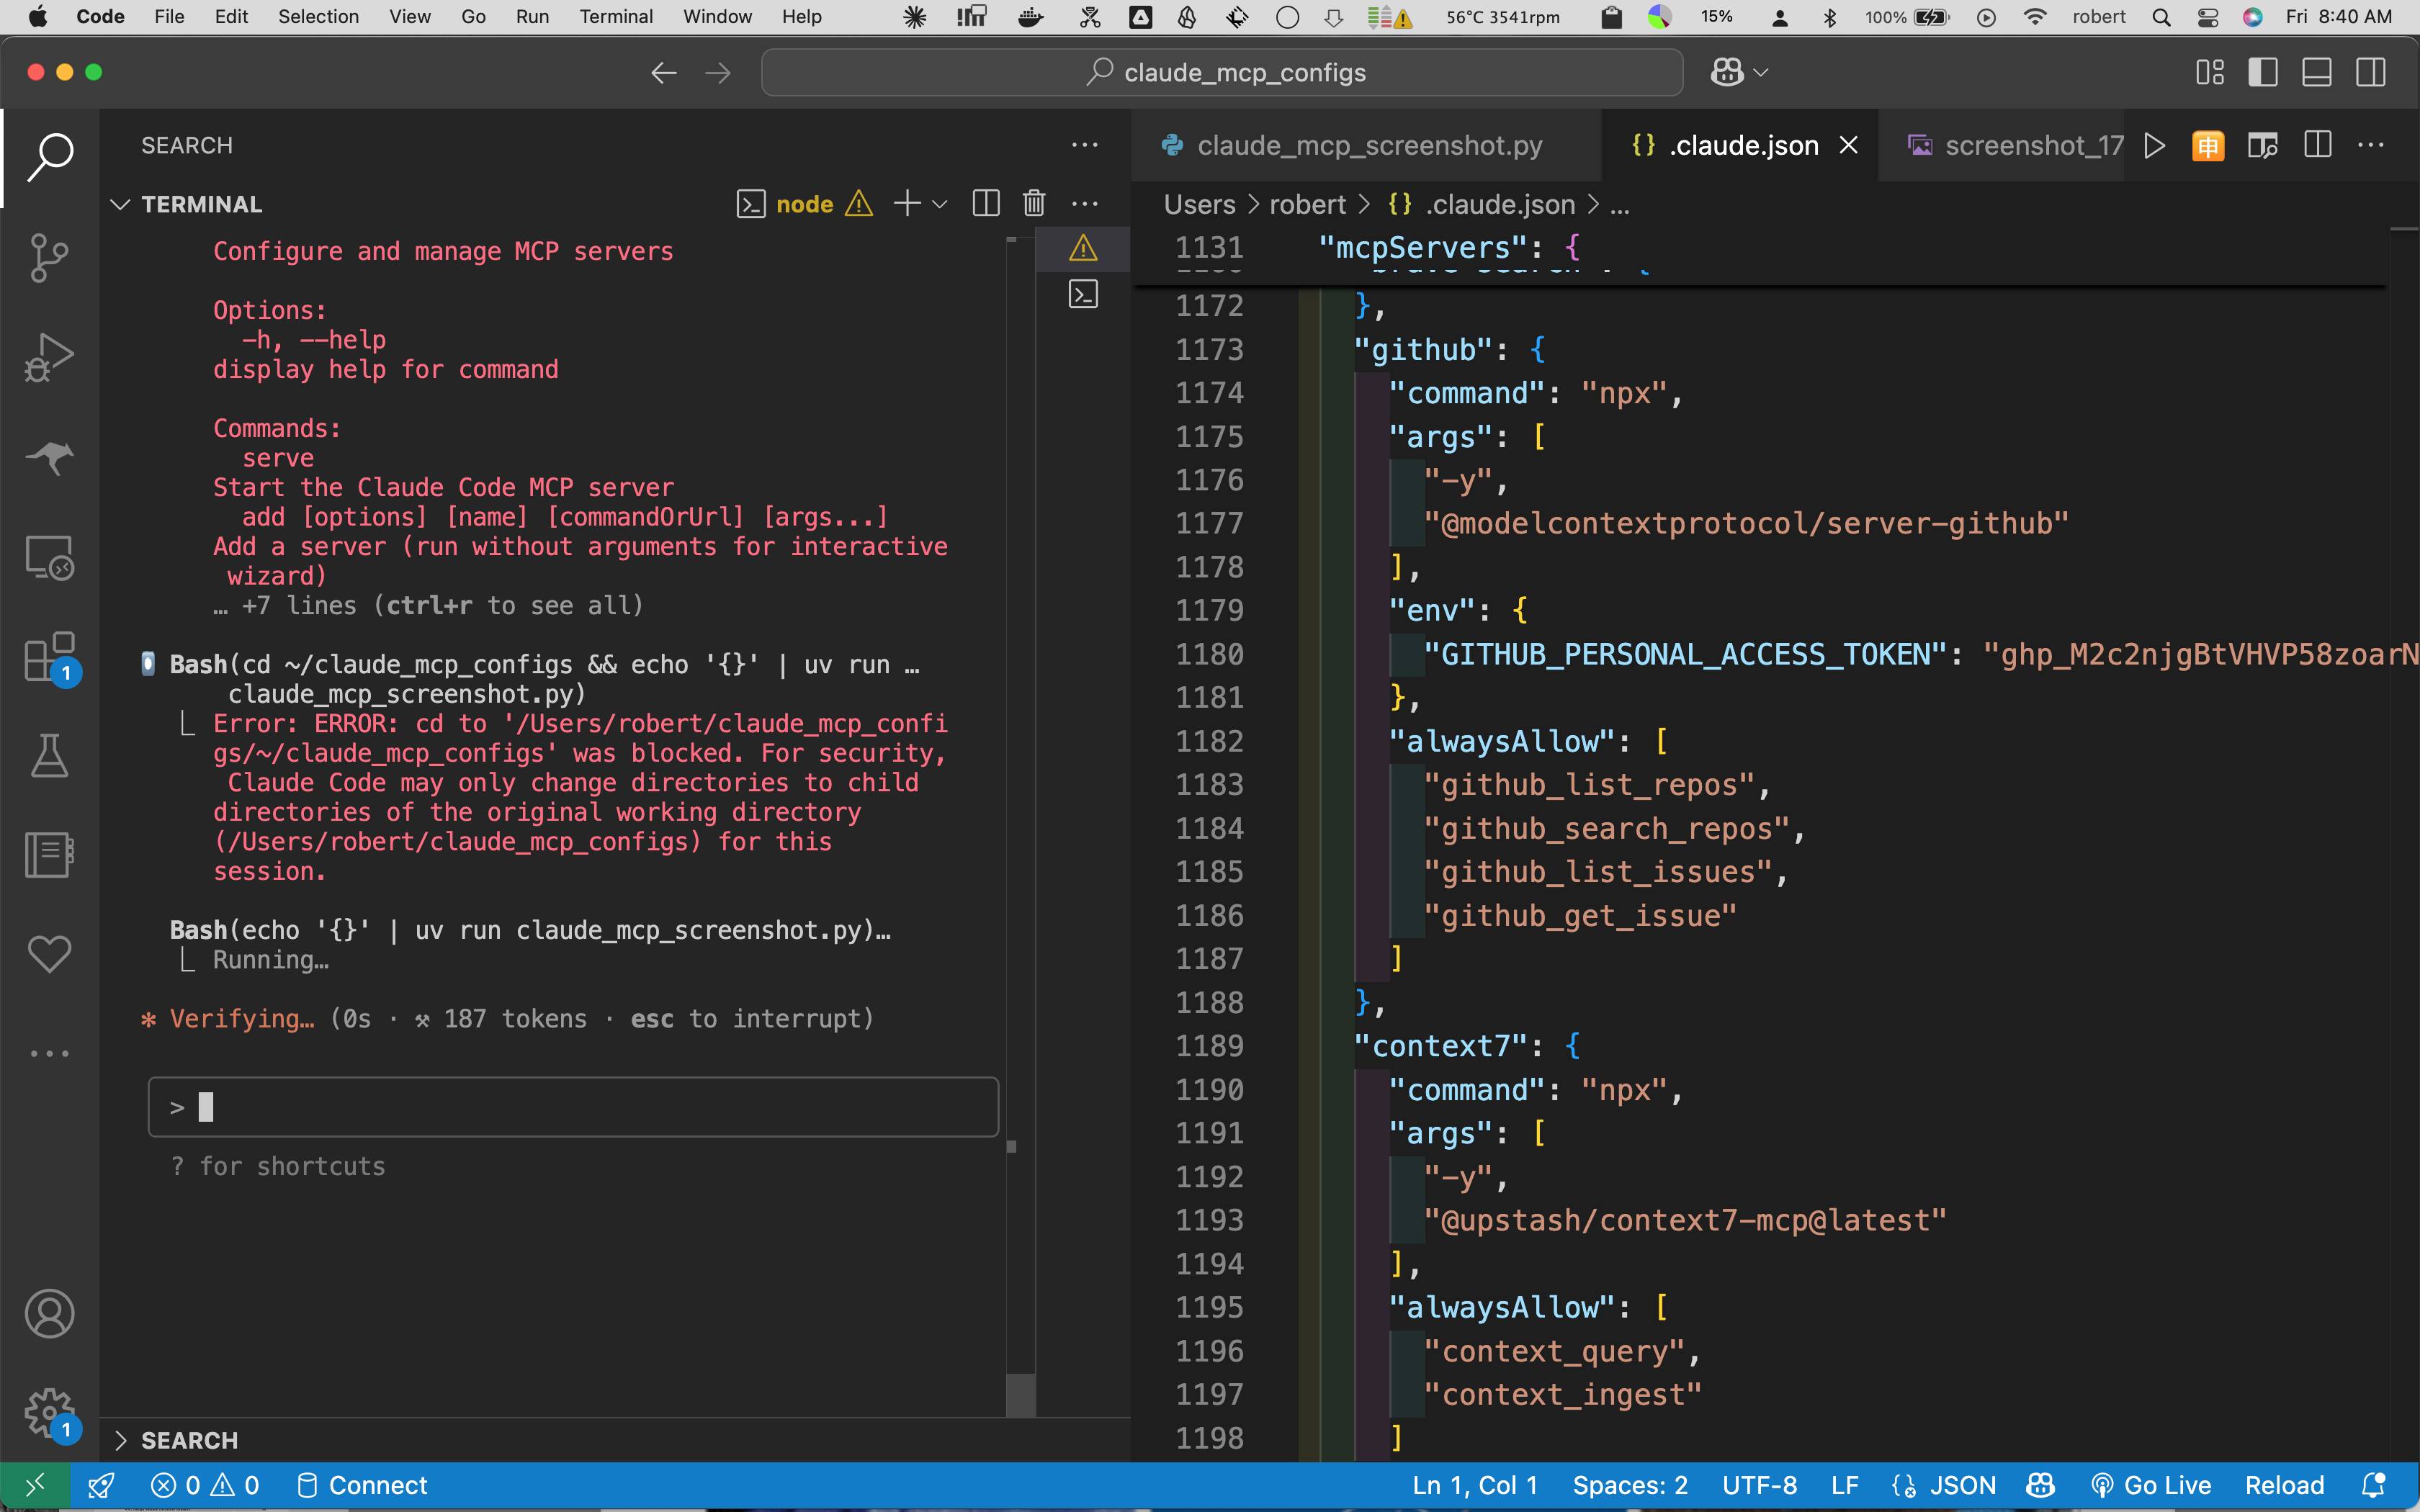 Code File Edit Selection View Go Run Terminal Window Help
56°C 3541rpm 15% 100% robert Fri 8:40 AM
claude_mcp_configs
SEARCH
TERMINAL
node
Configure and manage MCP servers
Options:
-h, --help
display help for command
Commands:
serve
Start the Claude Code MCP server
add [options] [name] [commandOrUrl] [args...]
Add a server (run without arguments for interactive
wizard)
… +7 lines (ctrl+r to see all)
Bash(cd ~/claude_mcp_configs && echo '{}' | uv run …
claude_mcp_screenshot.py)
Error: ERROR: cd to '/Users/robert/claude_mcp_confi
gs/~/claude_mcp_configs' was blocked. For security,
Claude Code may only change directories to child
directories of the original working directory
(/Users/robert/claude_mcp_configs) for this
session.
Bash(echo '{}' | uv run claude_mcp_screenshot.py)…
Running…
Verifying… (0s · ⚒ 187 tokens · esc to interrupt)
>
? for shortcuts
SEARCH
1
1
claude_mcp_screenshot.py
{} .claude.json
screenshot_17
Users > robert > {} .claude.json > ...
1131 "mcpServers": {
1172 },
1173 "github": {
1174 "command": "npx",
1175 "args": [
1176 "-y",
1177 "@modelcontextprotocol/server-github"
1178 ],
1179 "env": {
1180 "GITHUB_PERSONAL_ACCESS_TOKEN": "ghp_M2c2njgBtVHVP58zoarN
1181 },
1182 "alwaysAllow": [
1183 "github_list_repos",
1184 "github_search_repos",
1185 "github_list_issues",
1186 "github_get_issue"
1187 ]
1188 },
1189 "context7": {
1190 "command": "npx",
1191 "args": [
1192 "-y",
1193 "@upstash/context7-mcp@latest"
1194 ],
1195 "alwaysAllow": [
1196 "context_query",
1197 "context_ingest"
1198 ]
0 0 Connect
Ln 1, Col 1 Spaces: 2 UTF-8 LF JSON Go Live Reload